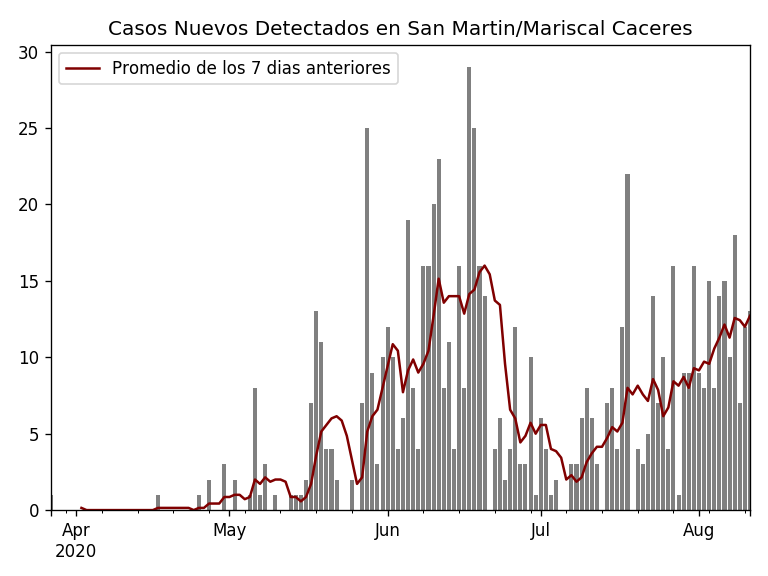 Casos Nuevos Detectados en San Martin/Mariscal Caceres
Promedio de los 7 dias anteriores
30
25
20
15
10
5
0
Apr May Jun Jul Aug
2020